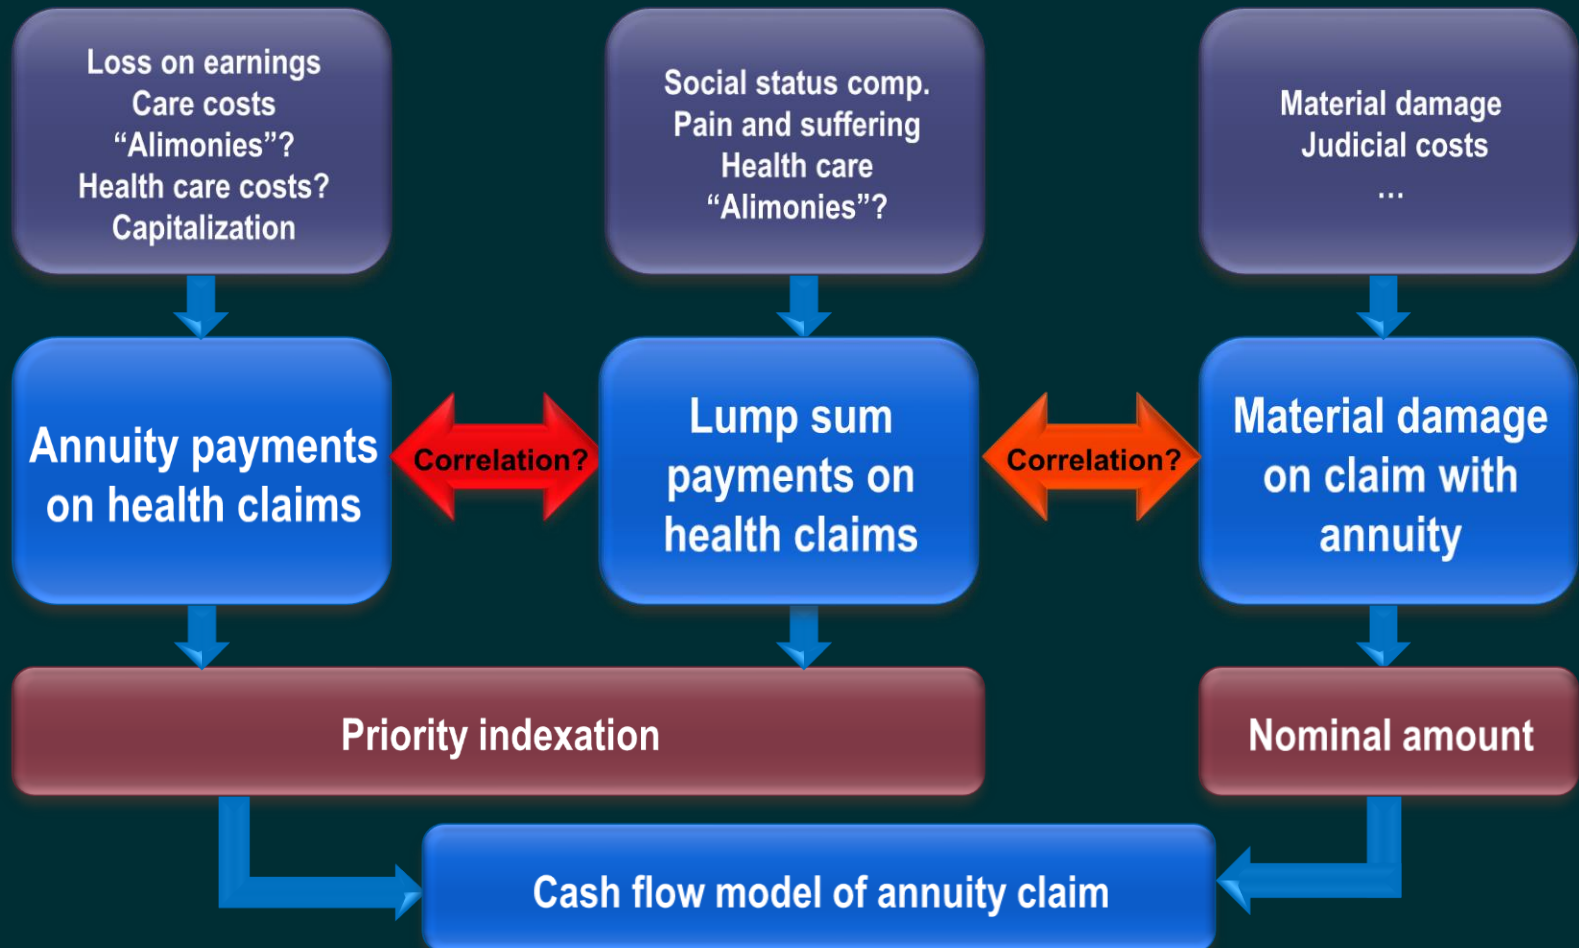 Loss on earnings
Care costs
“Alimonies”?
Health care costs?
Capitalization
Social status comp.
Pain and suffering
Health care
“Alimonies”?
Material damage
Judicial costs
…
Annuity payments
on health claims
Correlation?
Lump sum
payments on
health claims
Correlation?
Material damage
on claim with
annuity
Priority indexation
Nominal amount
Cash flow model of annuity claim